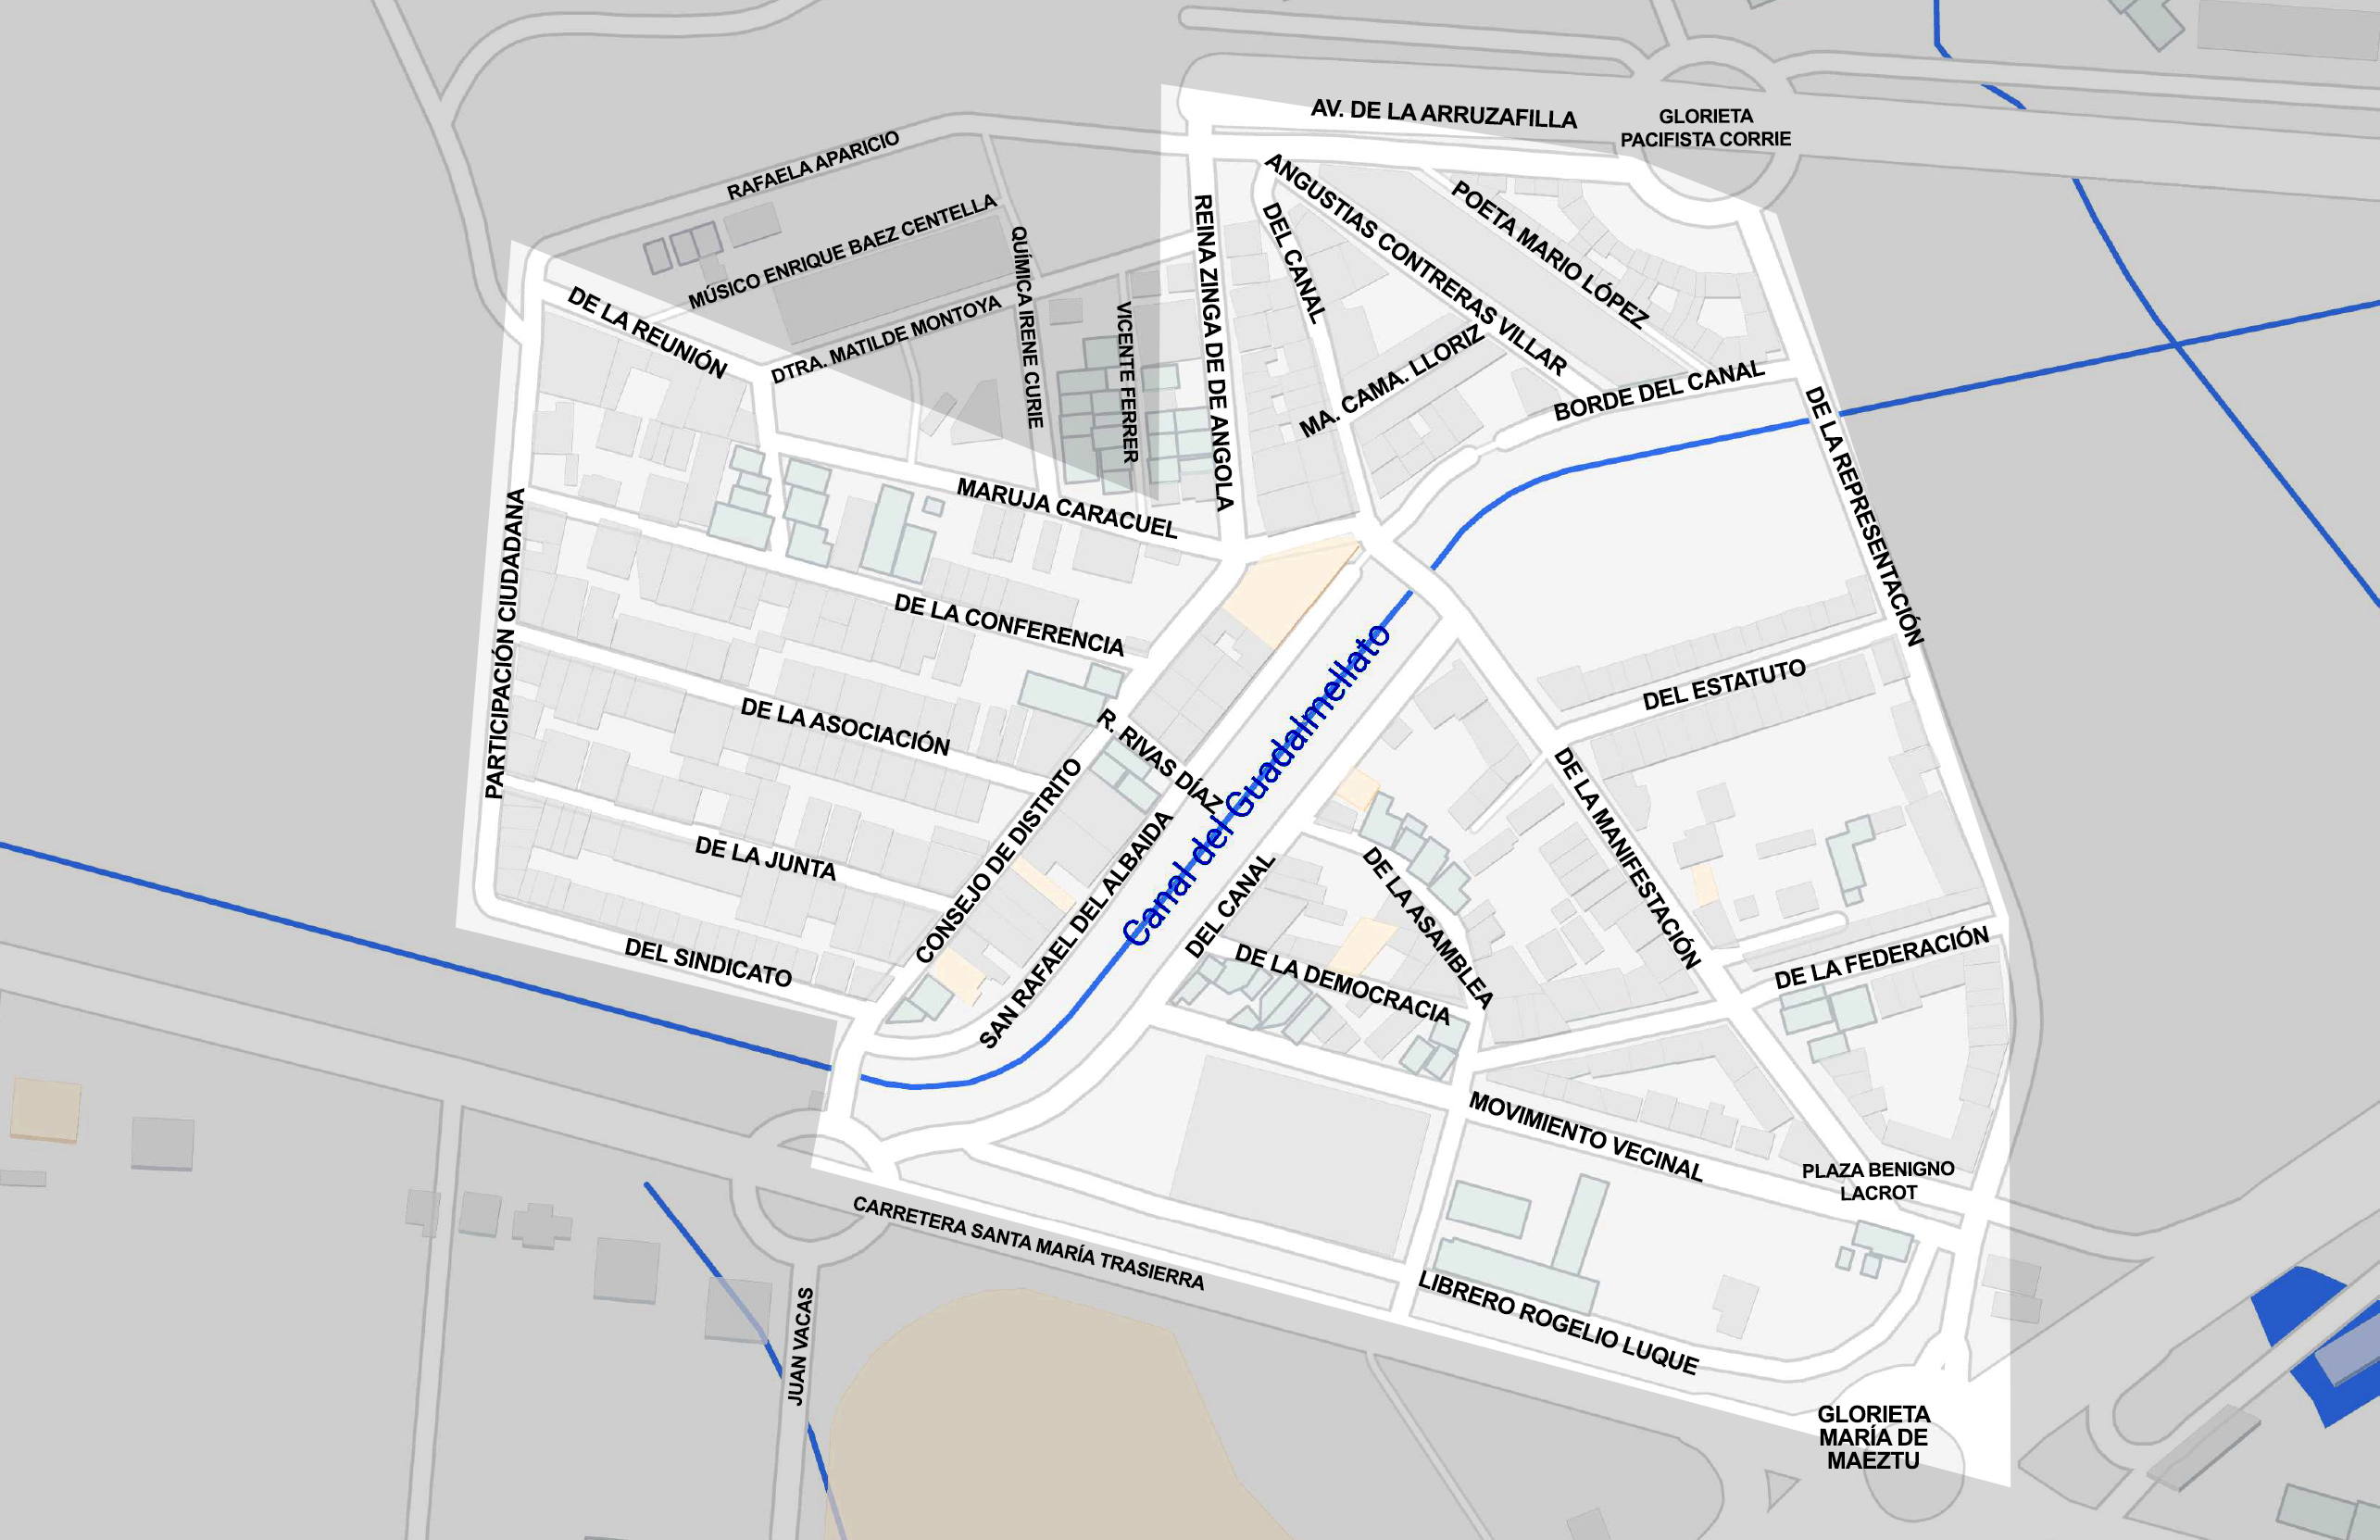 AV. DE LA ARRUZAFILLA
GLORIETA
PACIFISTA CORRIE
RAFAELA APARICIO
MÚSICO ENRIQUE BAEZ CENTELLA
QUÍMICA IRENE CURIE
ANGUSTIAS CONTRERAS VILLAR
POETA MARIO LÓPEZ
REINA ZINGA DE DE ANGOLA
DEL CANAL
DE LA REUNIÓN
DTRA. MATILDE MONTOYA
VICENTE FERRER
MA. CAMA. LLORIZ
BORDE DEL CANAL
DE LA REPRESENTACIÓN
MARUJA CARACUEL
PARTICIPACIÓN CIUDADANA
DE LA CONFERENCIA
DEL ESTATUTO
DE LA ASOCIACIÓN
R. RIVAS DÍAZ
Canal del Guadalmellato
DE LA MANIFESTACIÓN
CONSEJO DE DISTRITO
DE LA JUNTA
SAN RAFAEL DEL ALBAIDA
DEL CANAL
DE LA ASAMBLEA
DEL SINDICATO
DE LA DEMOCRACIA
DE LA FEDERACIÓN
MOVIMIENTO VECINAL
PLAZA BENIGNO
LACROT
CARRETERA SANTA MARÍA TRASIERRA
JUAN VACAS
LIBRERO ROGELIO LUQUE
GLORIETA
MARÍA DE
MAEZTU